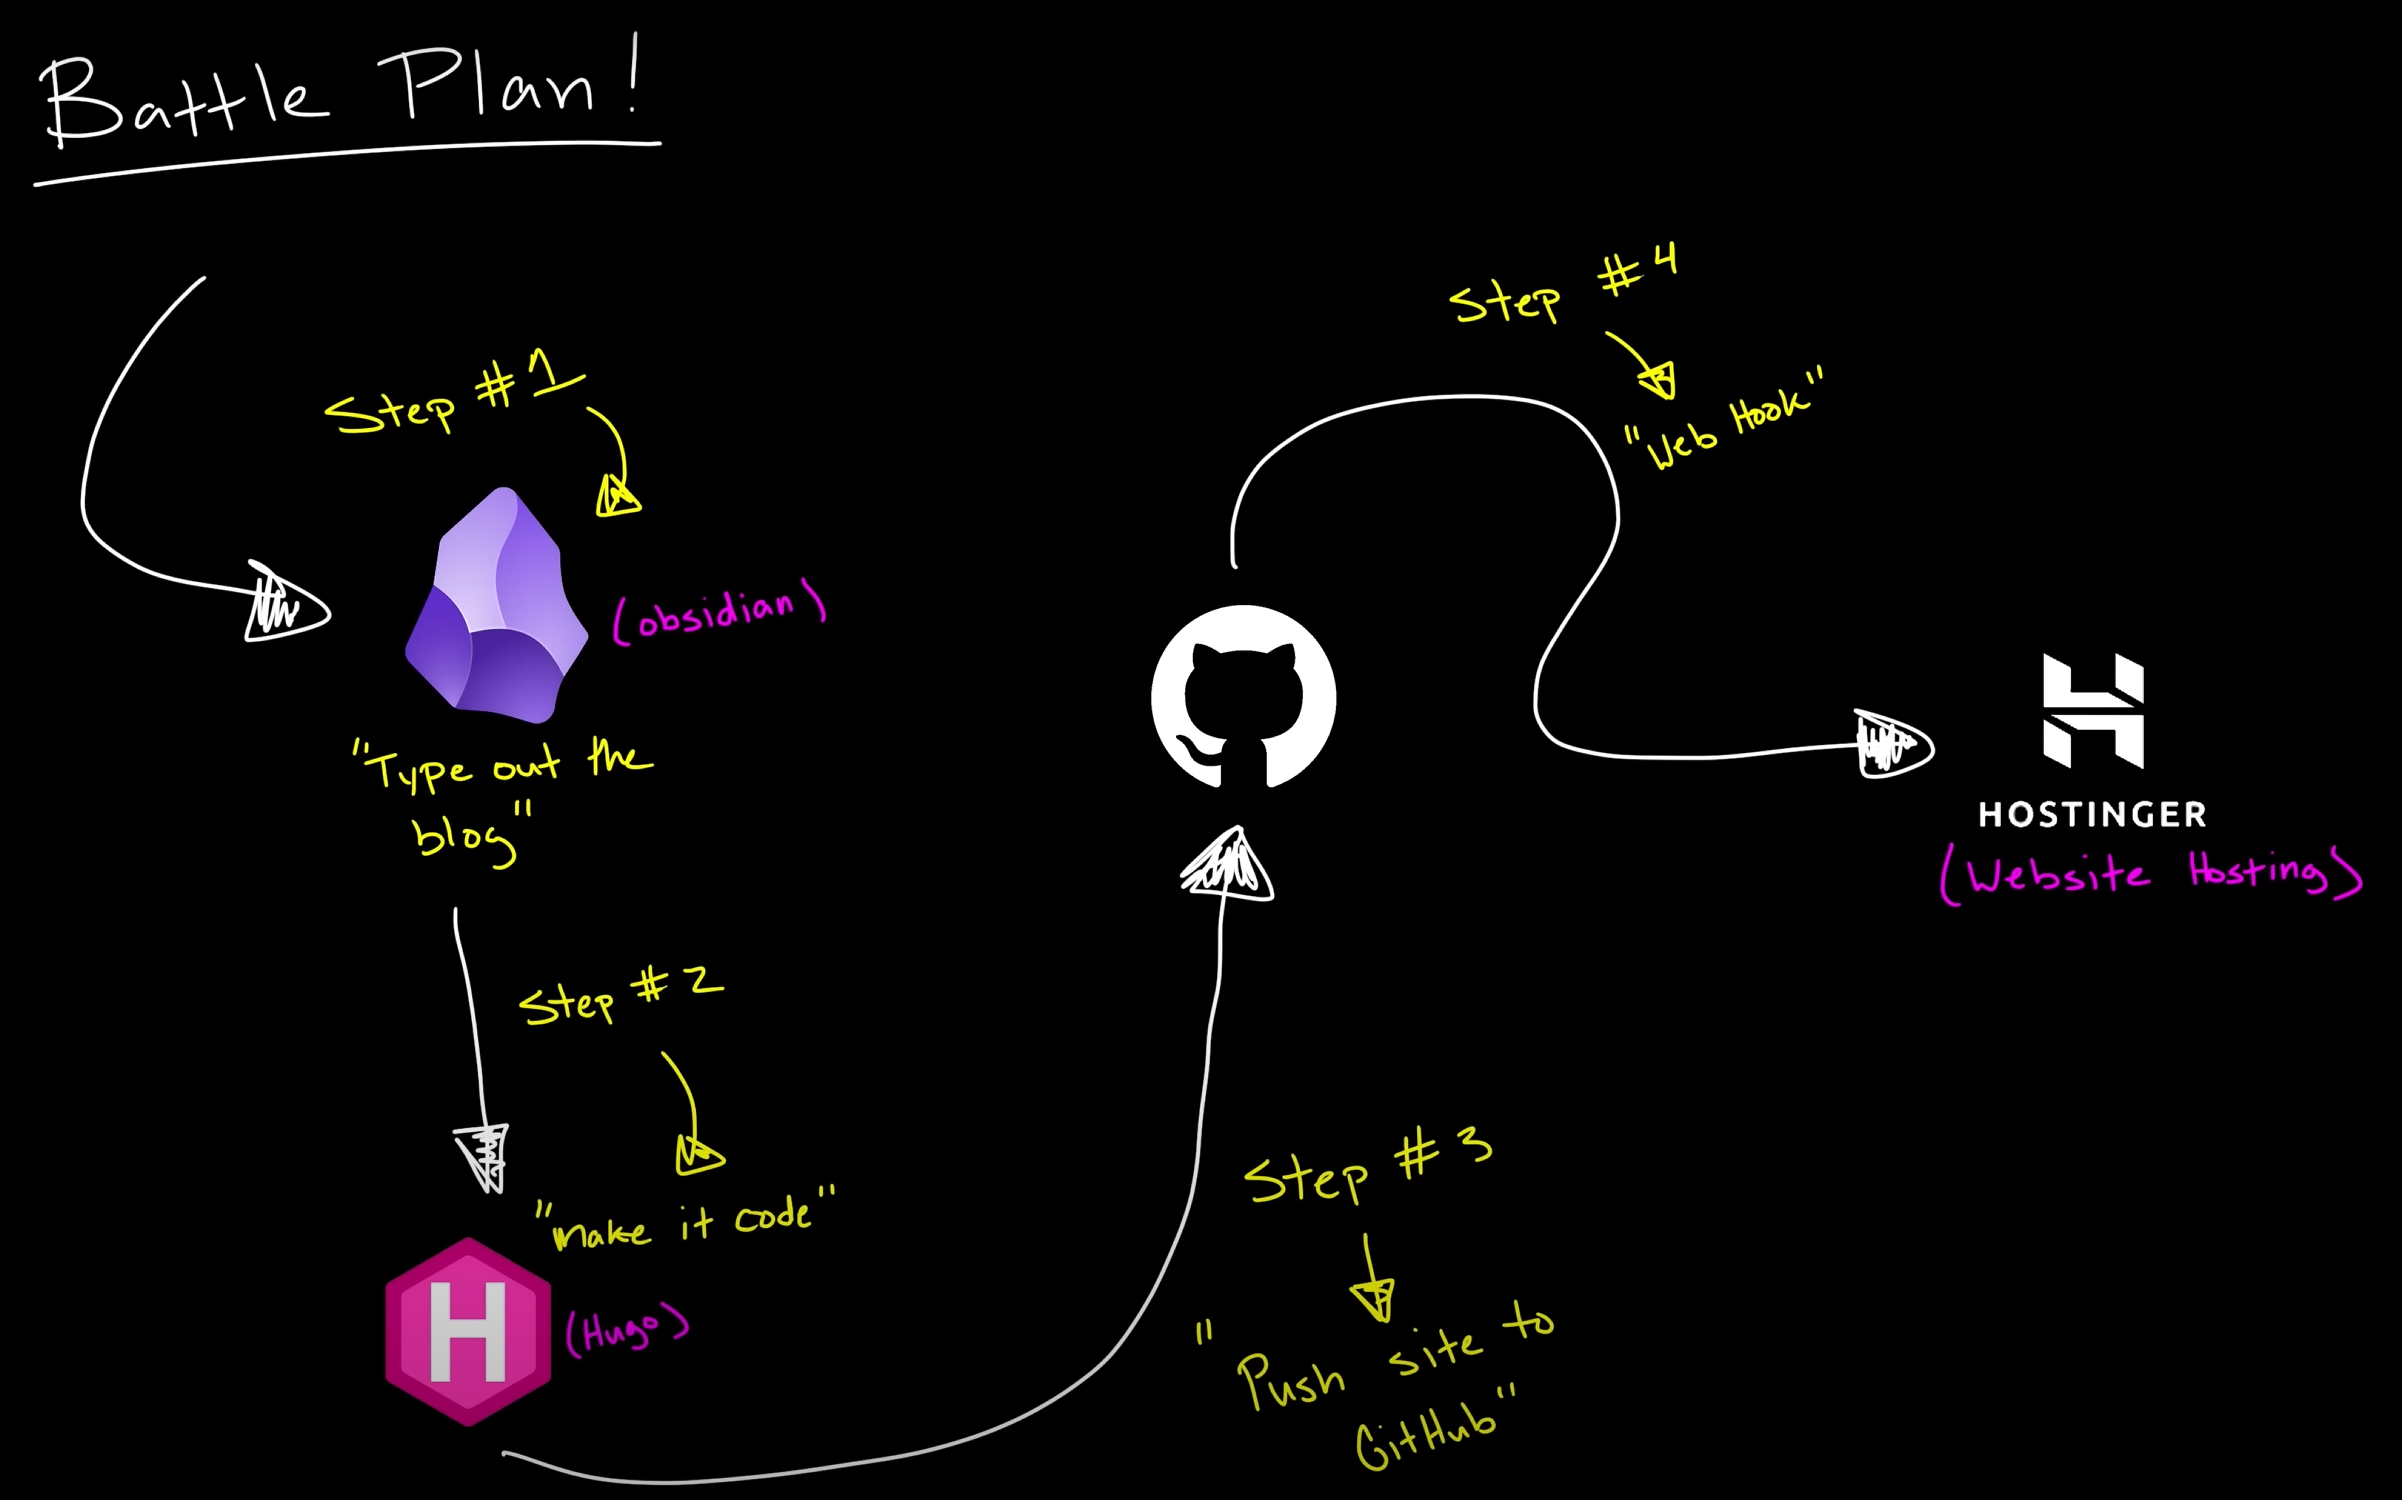 Battle Plan!
Step #1
(obsidian)
"Type out the
blog"
Step #2
"make it code"
H
(Hugo)
Step #3
"Push site to
GitHub"
Step #4
"Web Hook"
HOSTINGER
(Website Hosting)